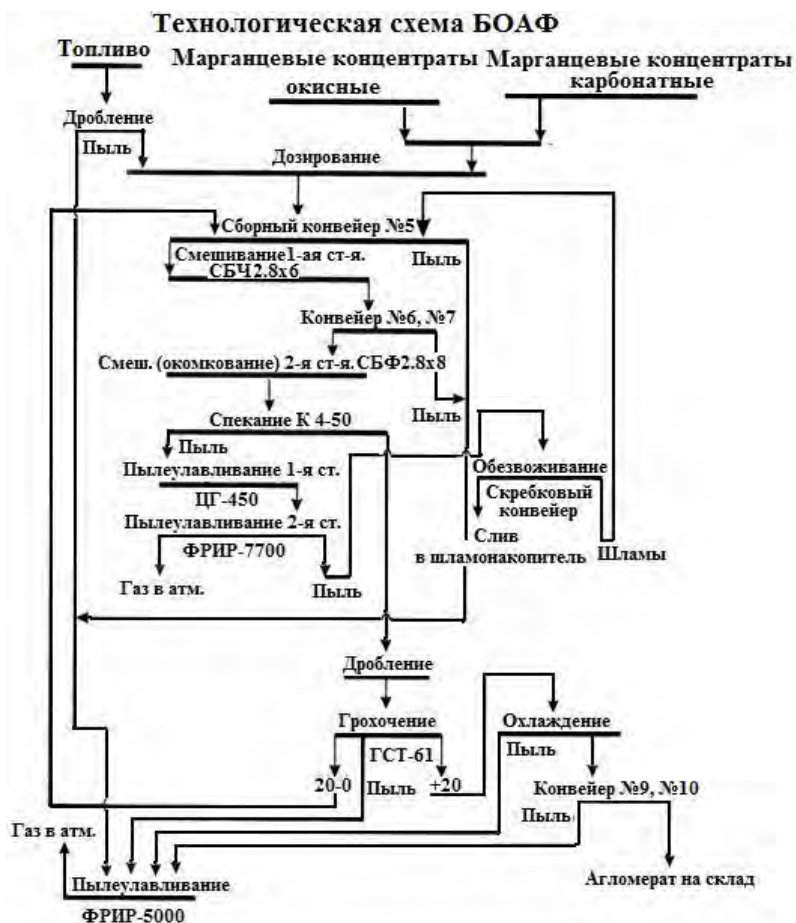 Технологическая схема БОАФ
Топливо
Марганцевые концентраты
окисные
Марганцевые концентраты
карбонатные
Дробление
Пыль
Дозирование
Сборный конвейер №5
Смешивание1-ая ст-я.
СБЧ2.8х6
Пыль
Конвейер №6, №7
Смеш. (окомкование) 2-я ст-я. СБФ2.8х8
Пыль
Спекание К 4-50
Пыль
Пылеулавливание 1-я ст.
ЦГ-450
Пылеулавливание 2-я ст.
ФРИР-7700
Газ в атм.
Пыль
Обезвоживание
Скребковый
конвейер
Слив
в шламонакопитель
Шламы
Дробление
Грохочение
ГСТ-61
20-0
Пыль
+20
Охлаждение
Пыль
Конвейер №9, №10
Пыль
Агломерат на склад
Газ в атм.
Пылеулавливание
ФРИР-5000